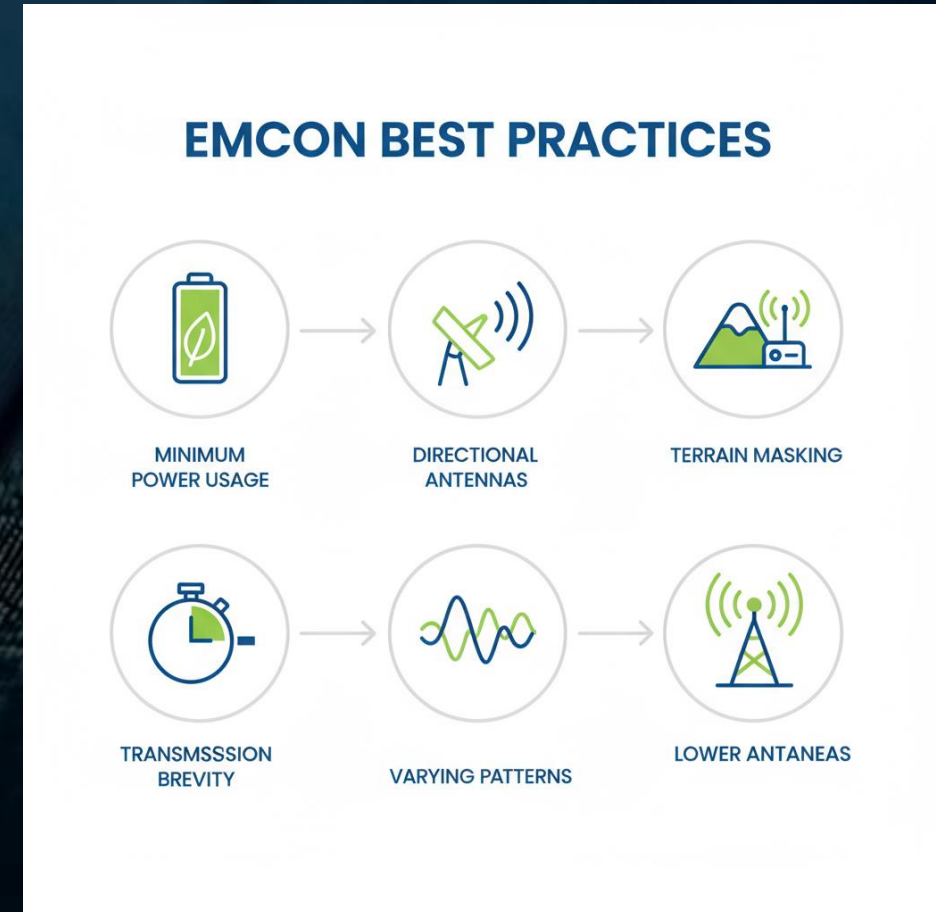 EMCON BEST PRACTICES
MINIMUM
POWER USAGE
DIRECTIONAL
ANTENNAS
TERRAIN MASKING
TRANSMSSSION
BREVITY
VARYING PATTERNS
LOWER ANTANEAS